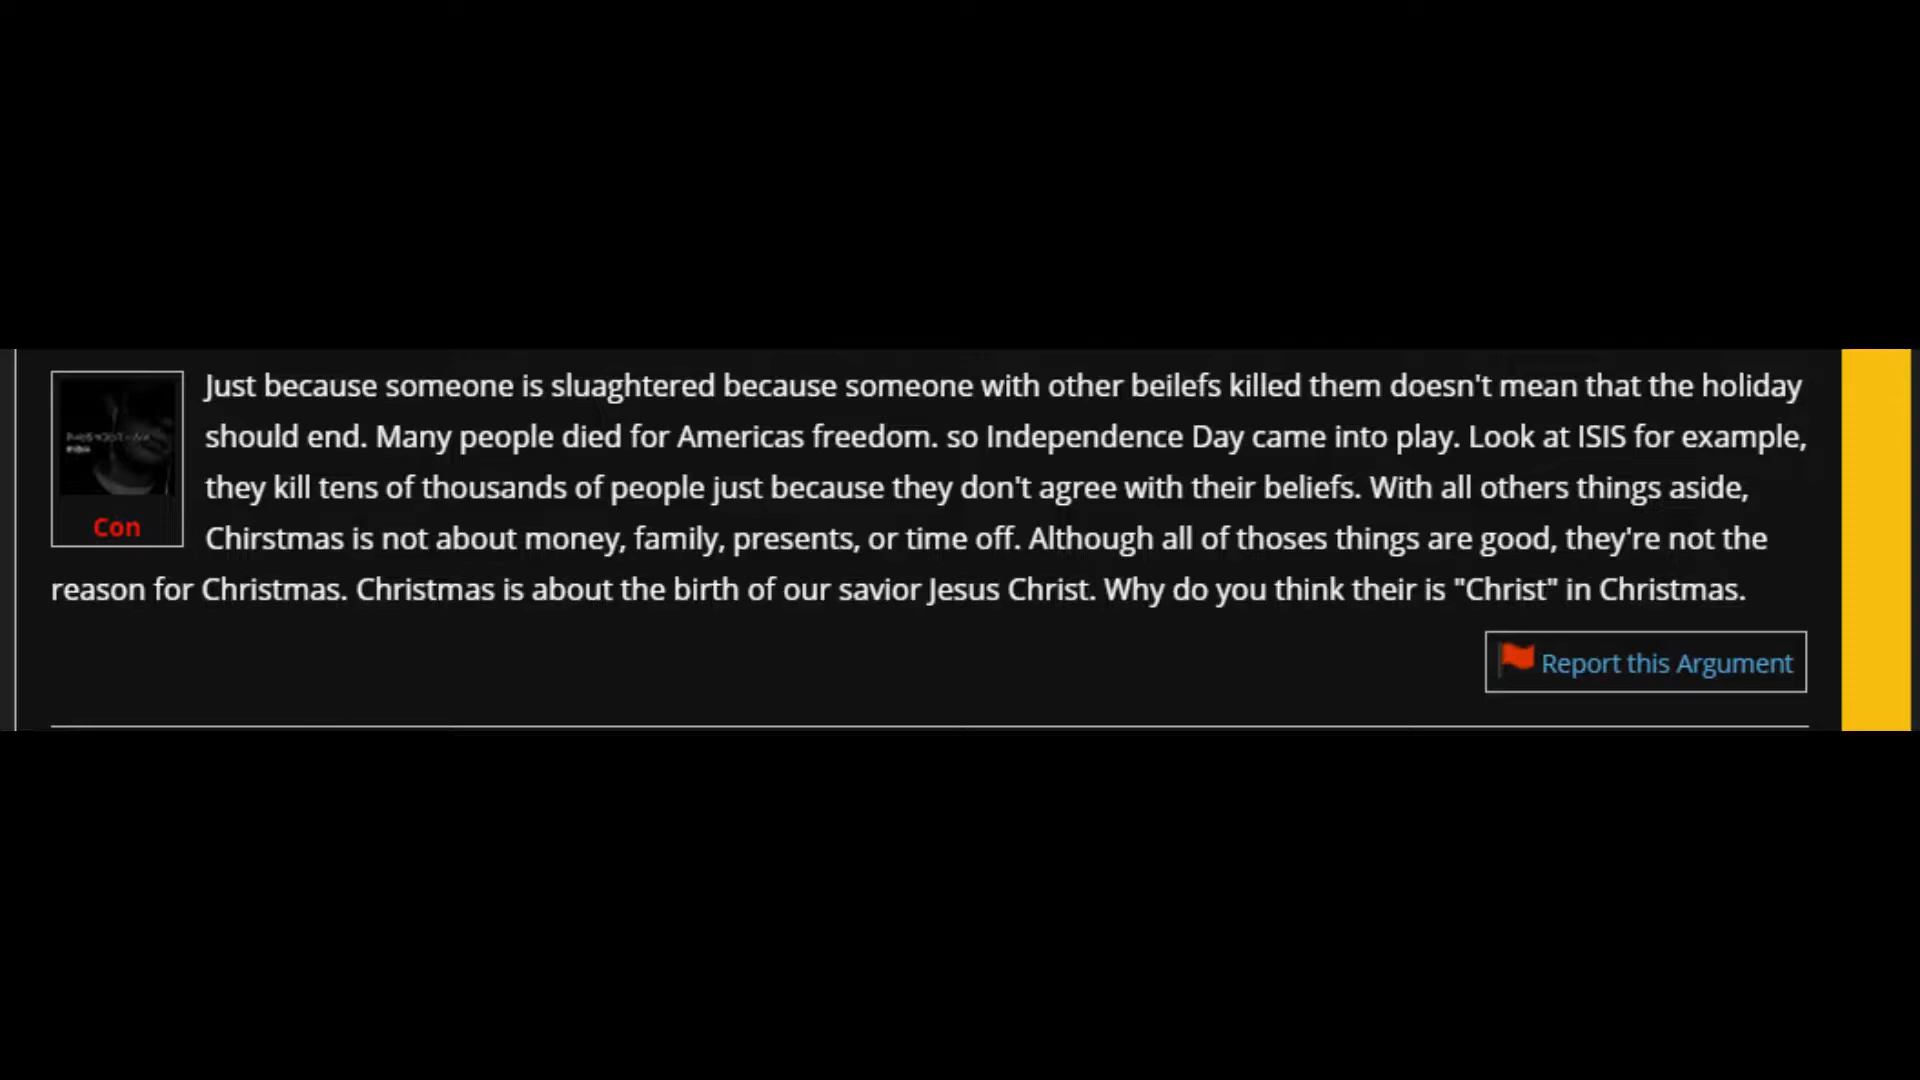 Just because someone is sluaghtered because someone with other beilefs killed them doesn't mean that the holiday
should end. Many people died for Americas freedom. so Independence Day came into play. Look at ISIS for example,
they kill tens of thousands of people just because they don't agree with their beliefs. With all others things aside,
Con
Chirstmas is not about money, family, presents, or time off. Although all of thoses things are good, they're not the
reason for Christmas. Christmas is about the birth of our savior Jesus Christ. Why do you think their is "Christ" in Christmas.
Report this Argument